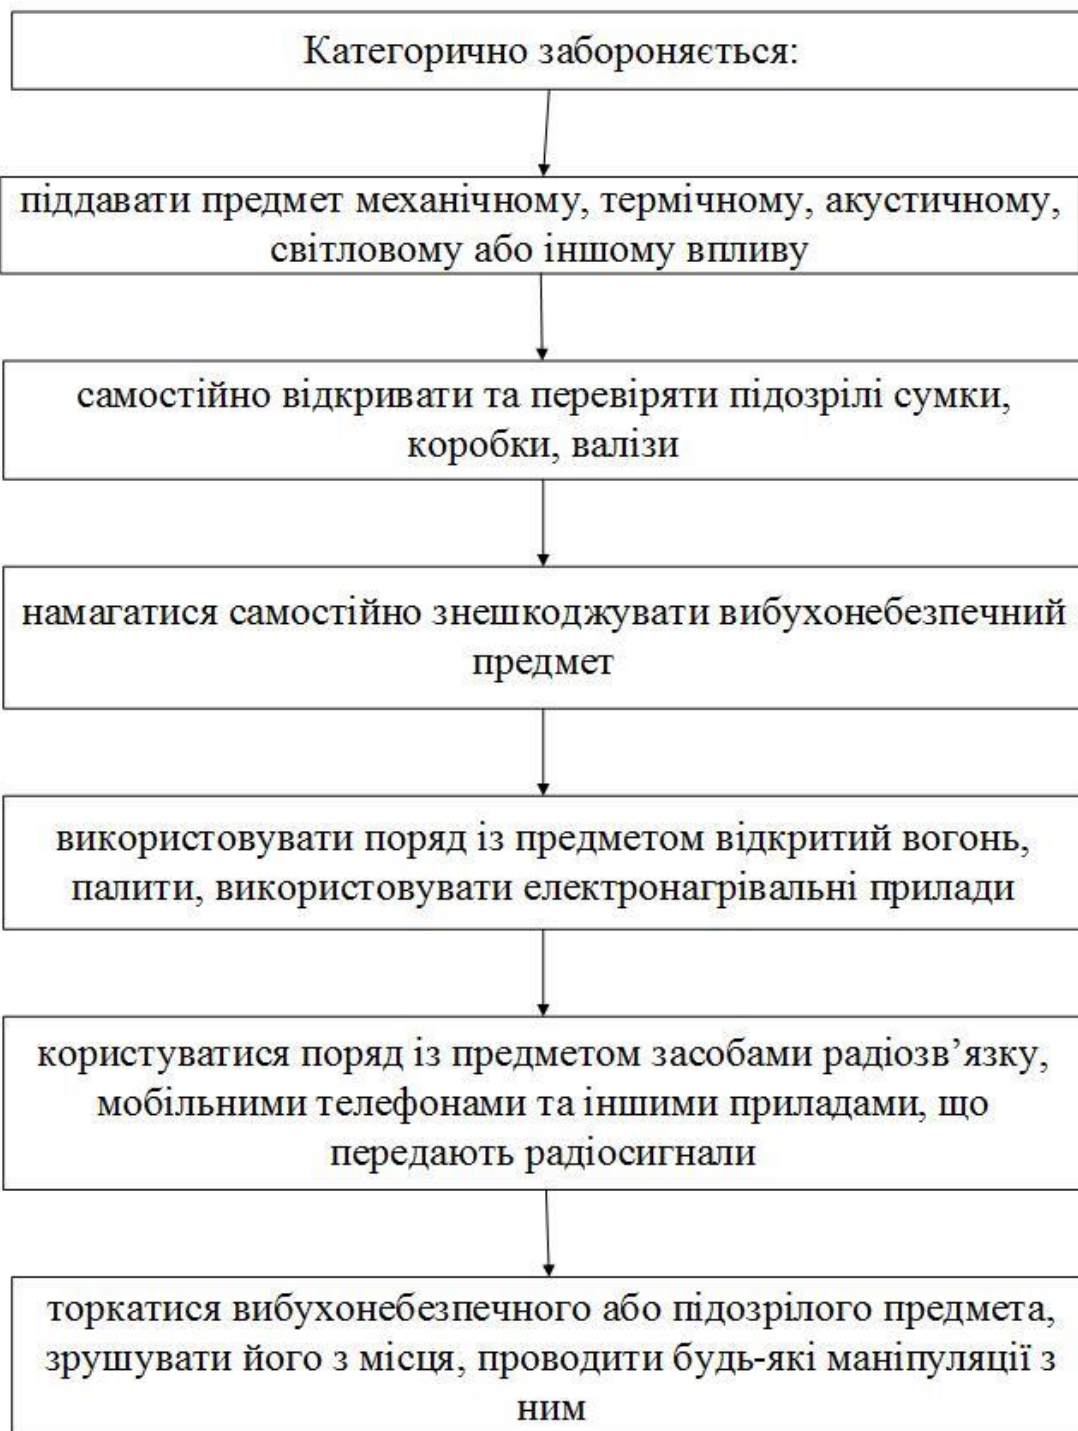 Категорично забороняється:
піддавати предмет механічному, термічному, акустичному,
світловому або іншому впливу
самостійно відкривати та перевіряти підозрілі сумки,
коробки, валізи
намагатися самостійно знешкоджувати вибухонебезпечний
предмет
використовувати поряд із предметом відкритий вогонь,
палити, використовувати електронагрівальні прилади
користуватися поряд із предметом засобами радіозв’язку,
мобільними телефонами та іншими приладами, що
передають радіосигнали
торкатися вибухонебезпечного або підозрілого предмета,
зрушувати його з місця, проводити будь-які маніпуляції з
ним